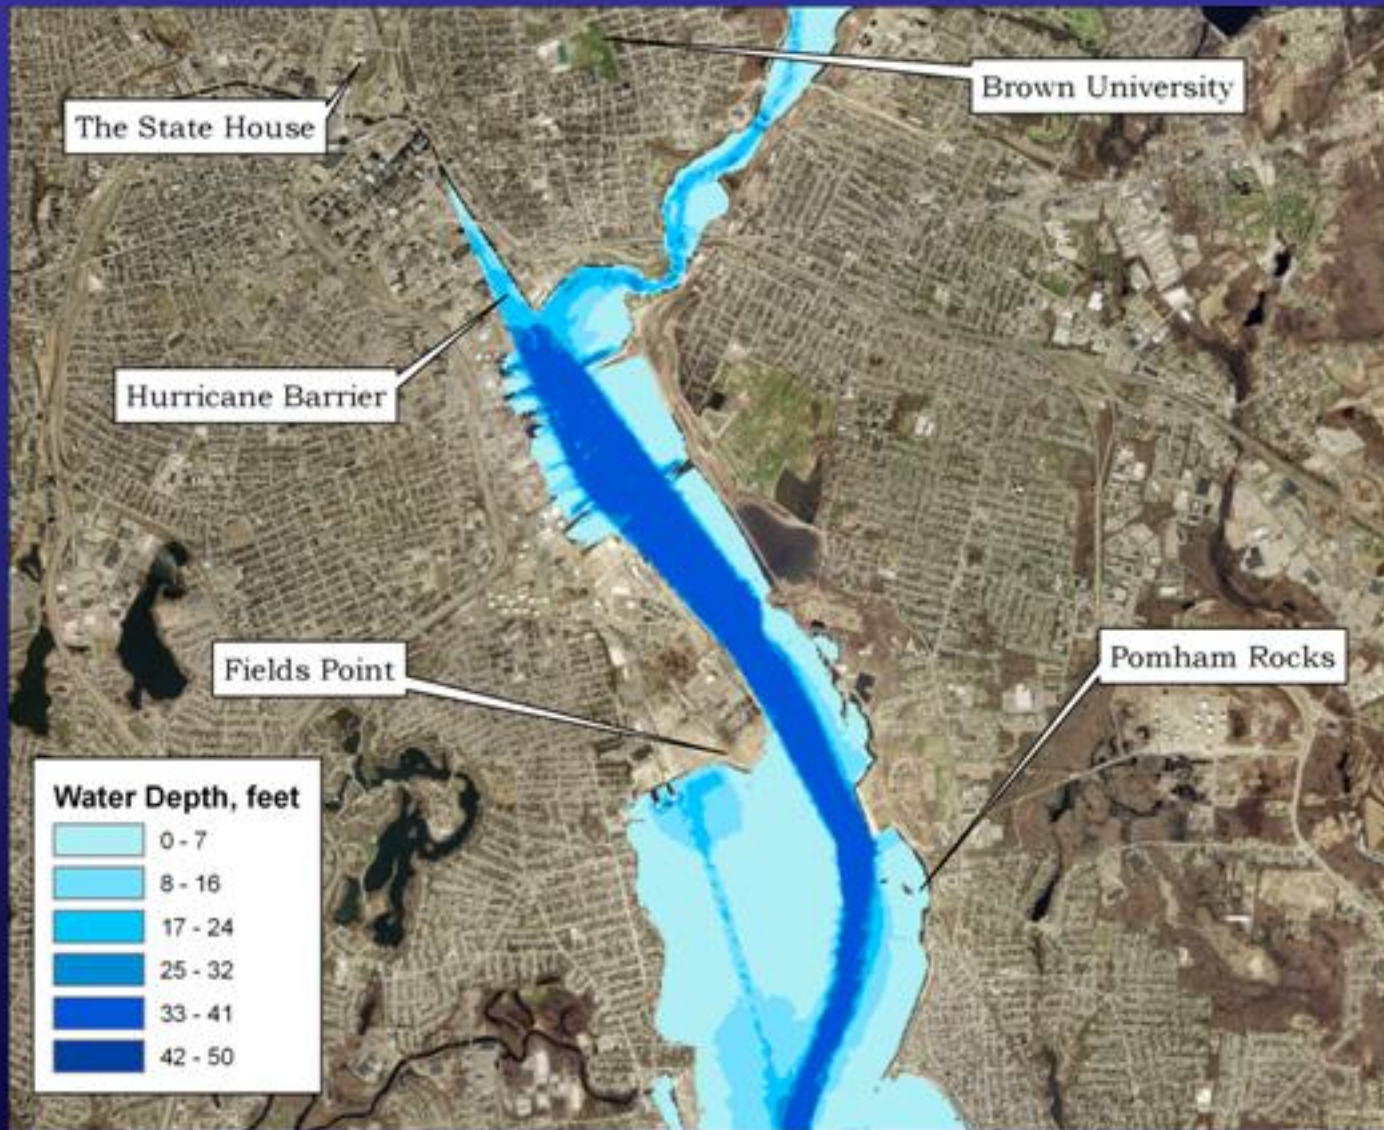 Brown University
The State House
Hurricane Barrier
Fields Point
Pomham Rocks
Water Depth, feet
0 - 7
8 - 16
17 - 24
25 - 32
33 - 41
42 - 50